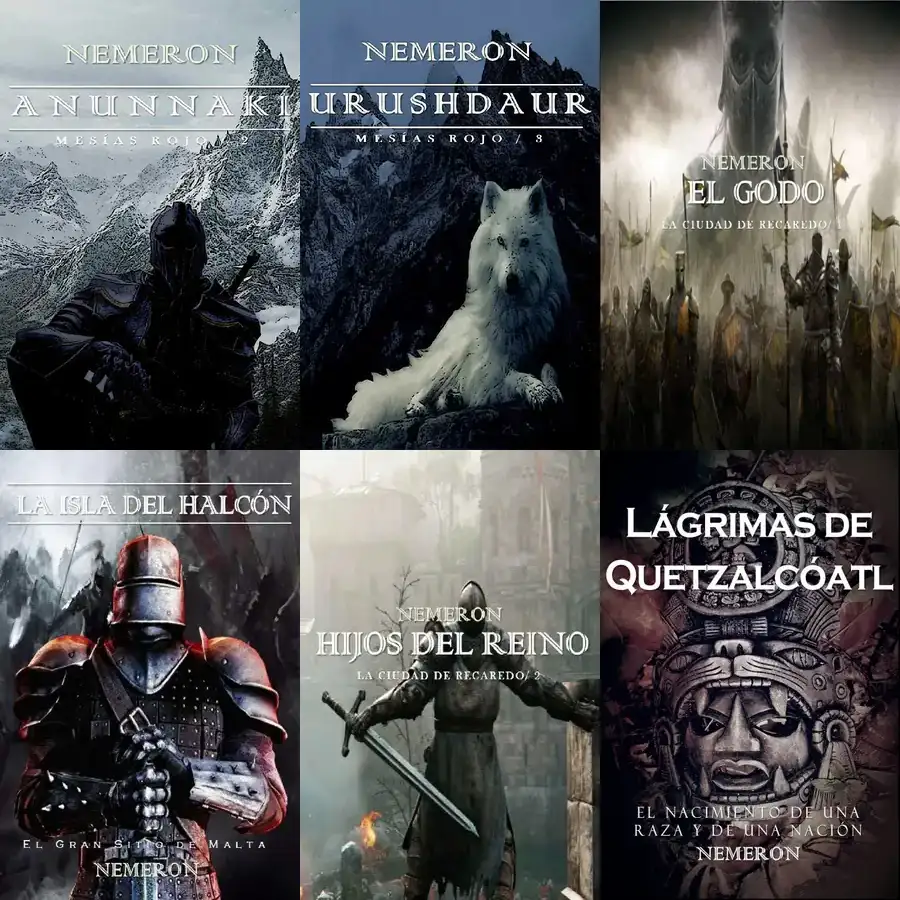 NEMERON
ANUNNAKI
MESÍAS ROJO / 2
NEMERON
URUSHDAUR
MESÍAS ROJO / 3
NEMERON
EL GODO
LA CIUDAD DE RECAREDO/ 1
LA ISLA DEL HALCÓN
EL GRAN SITIO DE MALTA
NEMERON
NEMERON
HIJOS DEL REINO
LA CIUDAD DE RECAREDO/ 2
LÁGRIMAS DE
QUETZALCÓATL
EL NACIMIENTO DE UNA
RAZA Y DE UNA NACIÓN
NEMERON